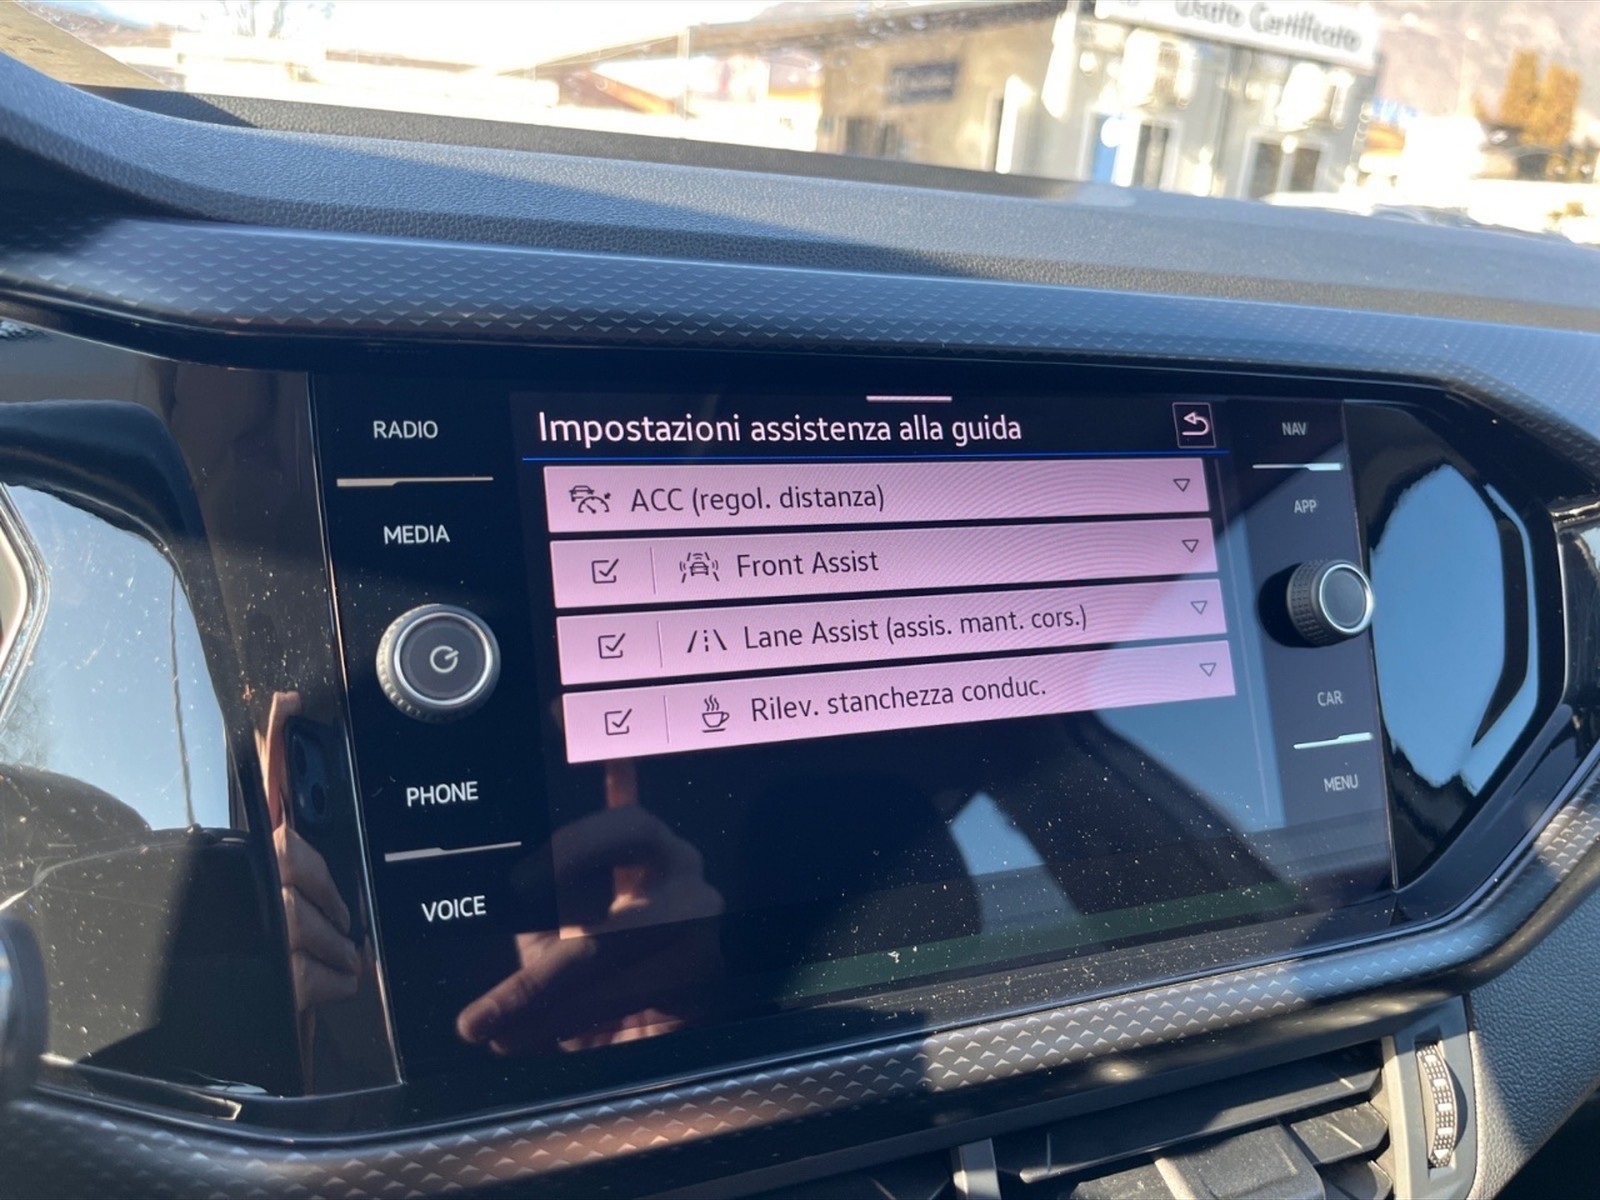 Usato Certificato
RADIO
MEDIA
PHONE
VOICE
Impostazioni assistenza alla guida
ACC (regol. distanza)
Front Assist
Lane Assist (assis. mant. cors.)
Rilev. stanchezza conduc.
NAV
APP
CAR
MENU